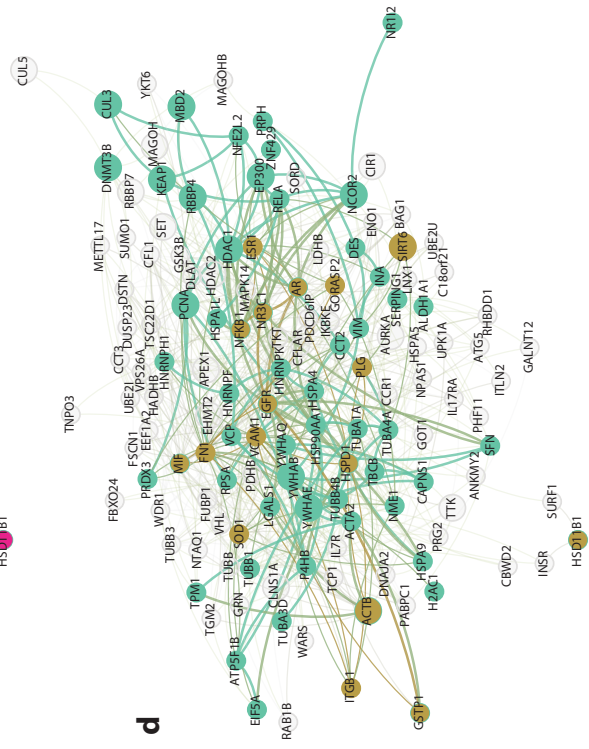 HSD11B1
CUL5
d
TNPO3
FBXO24
METTL17
DNMT3B
CUL3
EIF5A
RAB1B
ATP5F1B
TPM1
TGM2
WARS
TUBA3D
GRN
TUBB1
TUBB
NTAQ1
TUBB3
WDR1
PRDX3
EEF1A2
FSCN1
UBE2I
CCT3
DUSP23
DSTN
SUMO1
RBBP7
YKT6
MAGOH
HADHB
VPS26A
TSC22D1
CFL1
SET
KEAP1
MBD2
HNRNPH1
GSK3B
DLAT
PCNA
RBBP4
MAGOHB
MIF
FN1
EHMT2
APEX1
HSPA1L
HDAC2
HDAC1
NFE2L2
FUBP1
VHL
RPSA
VCP
HNRNPF
SOD1
PDHB
VCAM1
NFKB1
MAPK14
ESR1
EP300
ZNF429
PRPH
CLNS1A
LGALS1
YWHAQ
EGFR
NR3C1
RELA
SORD
P4HB
YWHAE
YWHAB
HNRNPK
TKT
HSPA4
CFLAR
AR
PDCD6IP
IKBKE
GORASP2
LDHB
TCP1
IL7R
TUBB4B
HSP90AA1
CCT2
NCOR2
NR1I2
ITGB1
ACTB
ACTA2
HSPD1
TUBA1A
PLG
VIM
DES
ENO1
CIR1
DNAJA2
TBCB
TUBA4A
CCR1
AURKA
INA
SERPING1
LNX1
SIRT6
BAG1
PABPC1
NME1
HSPA5
ALDH1A1
UBE2U
C18orf21
GSTP1
HSPA9
H2AC1
PRG2
CAPNS1
GOT1
NPAS1
UPK1A
TTK
IL17RA
ANKMY2
PHF11
SFN
ITLN2
ATG5
RHBDD1
GALNT12
CBWD2
INSR
SURF1
HSD11B1